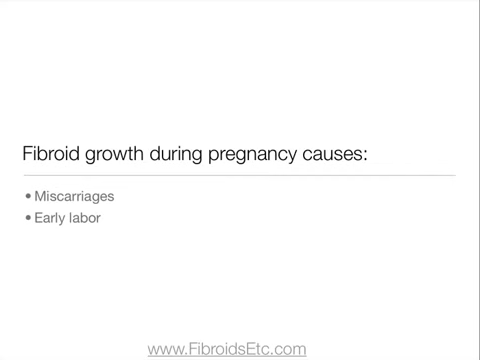 Fibroid growth during pregnancy causes:
• Miscarriages
• Early labor
www.FibroidsEtc.com